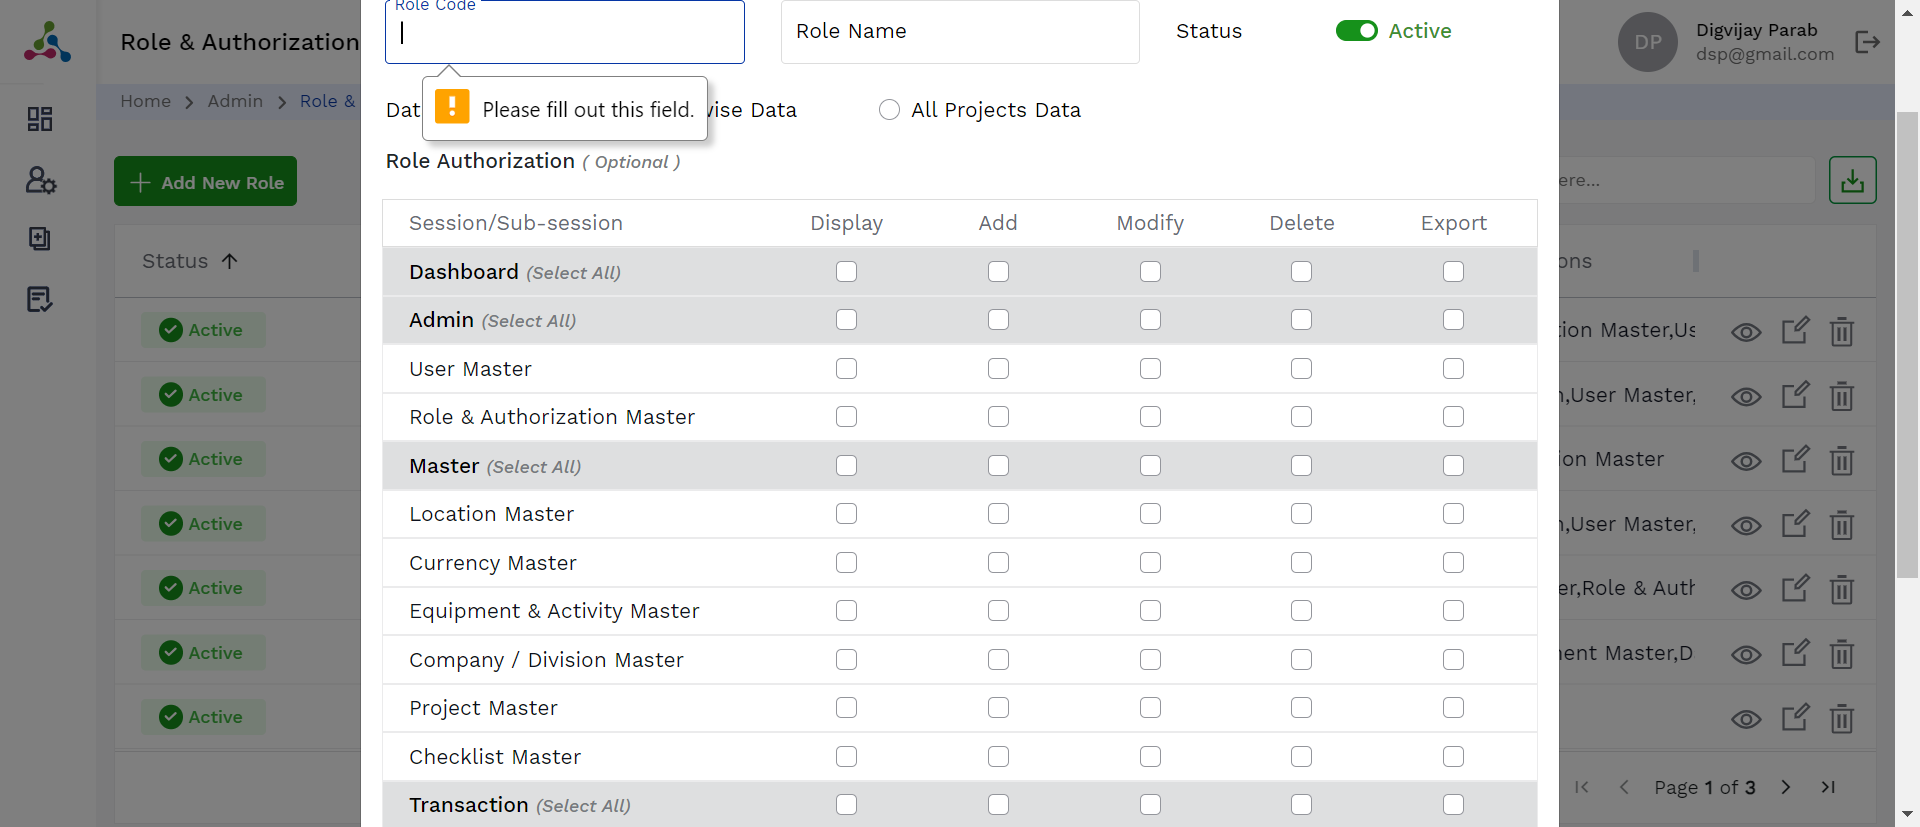 Role Code
Role Name
Status
Active
Role & Authorization
DP
Digvijay Parab
dsp@gmail.com
Home > Admin > Role &
Please fill out this field.
Dat
wise Data
All Projects Data
Role Authorization ( Optional )
Add New Role
ere...
Session/Sub-session Display Add Modify Delete Export
Status
ons
Dashboard (Select All)
Admin (Select All)
Active
tion Master,Us
User Master
Active
n,User Master,
Role & Authorization Master
Active
ion Master
Master (Select All)
Location Master
Active
n,User Master,
Currency Master
Active
er,Role & Auth
Equipment & Activity Master
Active
nent Master,D
Company / Division Master
Active
Project Master
Checklist Master
Transaction (Select All)
Page 1 of 3